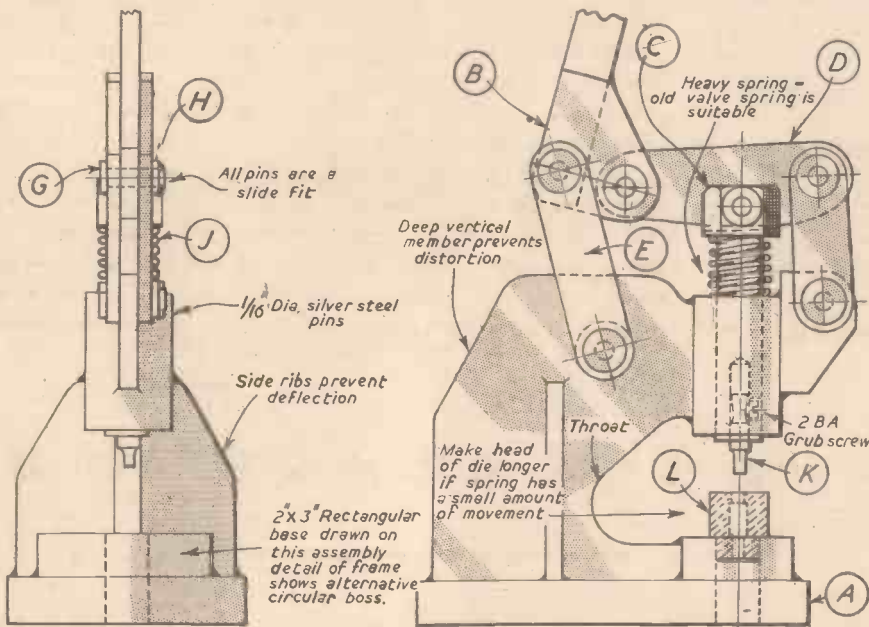 H
G
All pins are a
slide fit
J
1/16" Dia. silver steel
pins
Side ribs prevent
deflection
2" X 3" Rectangular
base drawn on
this assembly
detail of frame
shows alternative
circular boss.
B
C
D
Heavy spring –
old valve spring is
suitable
Deep vertical
member prevents
distortion
E
Throat
2 BA
Grub screw
Make head
of die longer
if spring has
a small amount
of movement
L
K
A